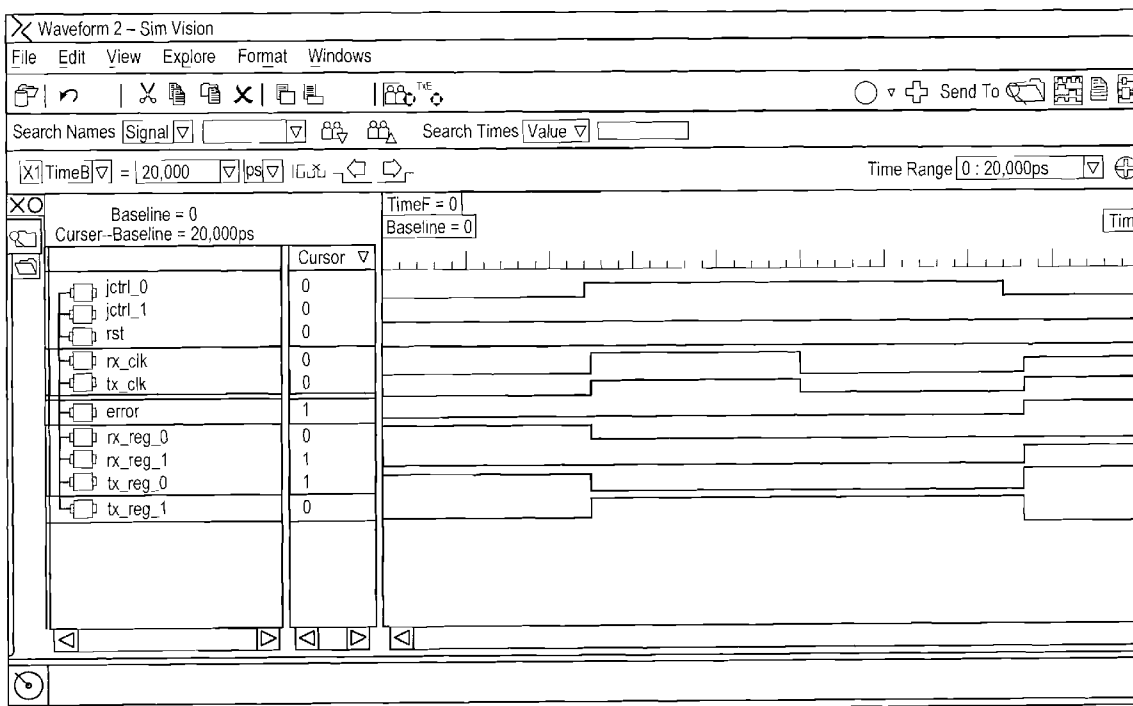 Waveform 2 – Sim Vision
File Edit View Explore Format Windows
TxE
Send To
Search Names Signal Search Times Value
X1 TimeB = 20,000 ps Time Range 0 : 20,000ps
Baseline = 0
Curser--Baseline = 20,000ps
TimeF = 0
Baseline = 0
Tim
Cursor
jctrl_0 0
jctrl_1 0
rst 0
rx_clk 0
tx_clk 0
error 1
rx_reg_0 0
rx_reg_1 1
tx_reg_0 1
tx_reg_1 0